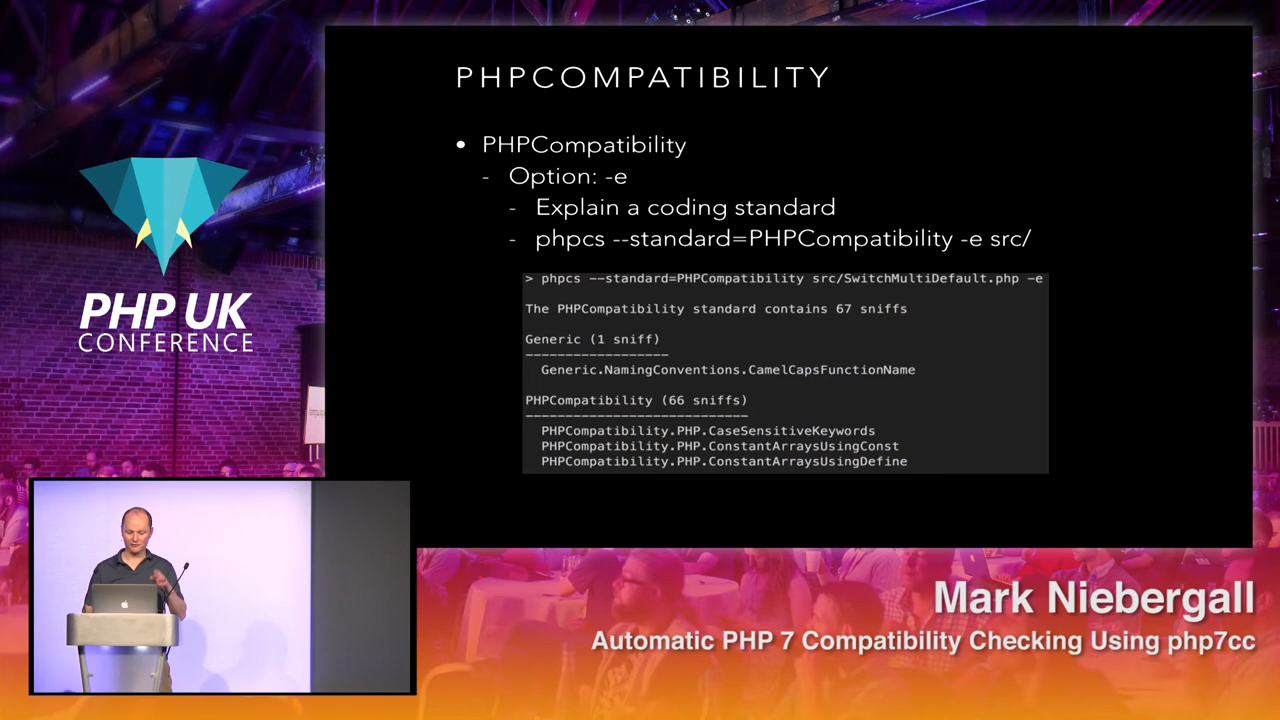 PHPCOMPATIBILITY
• PHPCompatibility
- Option: -e
- Explain a coding standard
- phpcs --standard=PHPCompatibility -e src/
> phpcs --standard=PHPCompatibility src/SwitchMultiDefault.php -e
The PHPCompatibility standard contains 67 sniffs
Generic (1 sniff)
------------------
Generic.NamingConventions.CamelCapsFunctionName
PHPCompatibility (66 sniffs)
----------------------------
PHPCompatibility.PHP.CaseSensitiveKeywords
PHPCompatibility.PHP.ConstantArraysUsingConst
PHPCompatibility.PHP.ConstantArraysUsingDefine
PHP UK
CONFERENCE
Mark Niebergall
Automatic PHP 7 Compatibility Checking Using php7cc